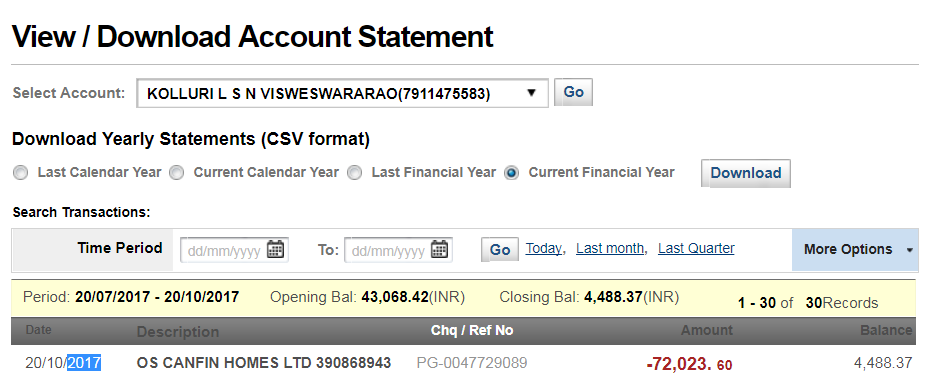 View / Download Account Statement
Select Account: KOLLURI L S N VISWESWARARAO(7911475583) Go
Download Yearly Statements (CSV format)
Last Calendar Year Current Calendar Year Last Financial Year Current Financial Year Download
Search Transactions:
Time Period dd/mm/yyyy To: dd/mm/yyyy Go Today, Last month, Last Quarter More Options
Period: 20/07/2017 - 20/10/2017 Opening Bal: 43,068.42(INR) Closing Bal: 4,488.37(INR) 1 - 30 of 30Records
Date Description Chq / Ref No Amount Balance
20/10/2017 OS CANFIN HOMES LTD 390868943 PG-0047729089 -72,023. 60 4,488.37